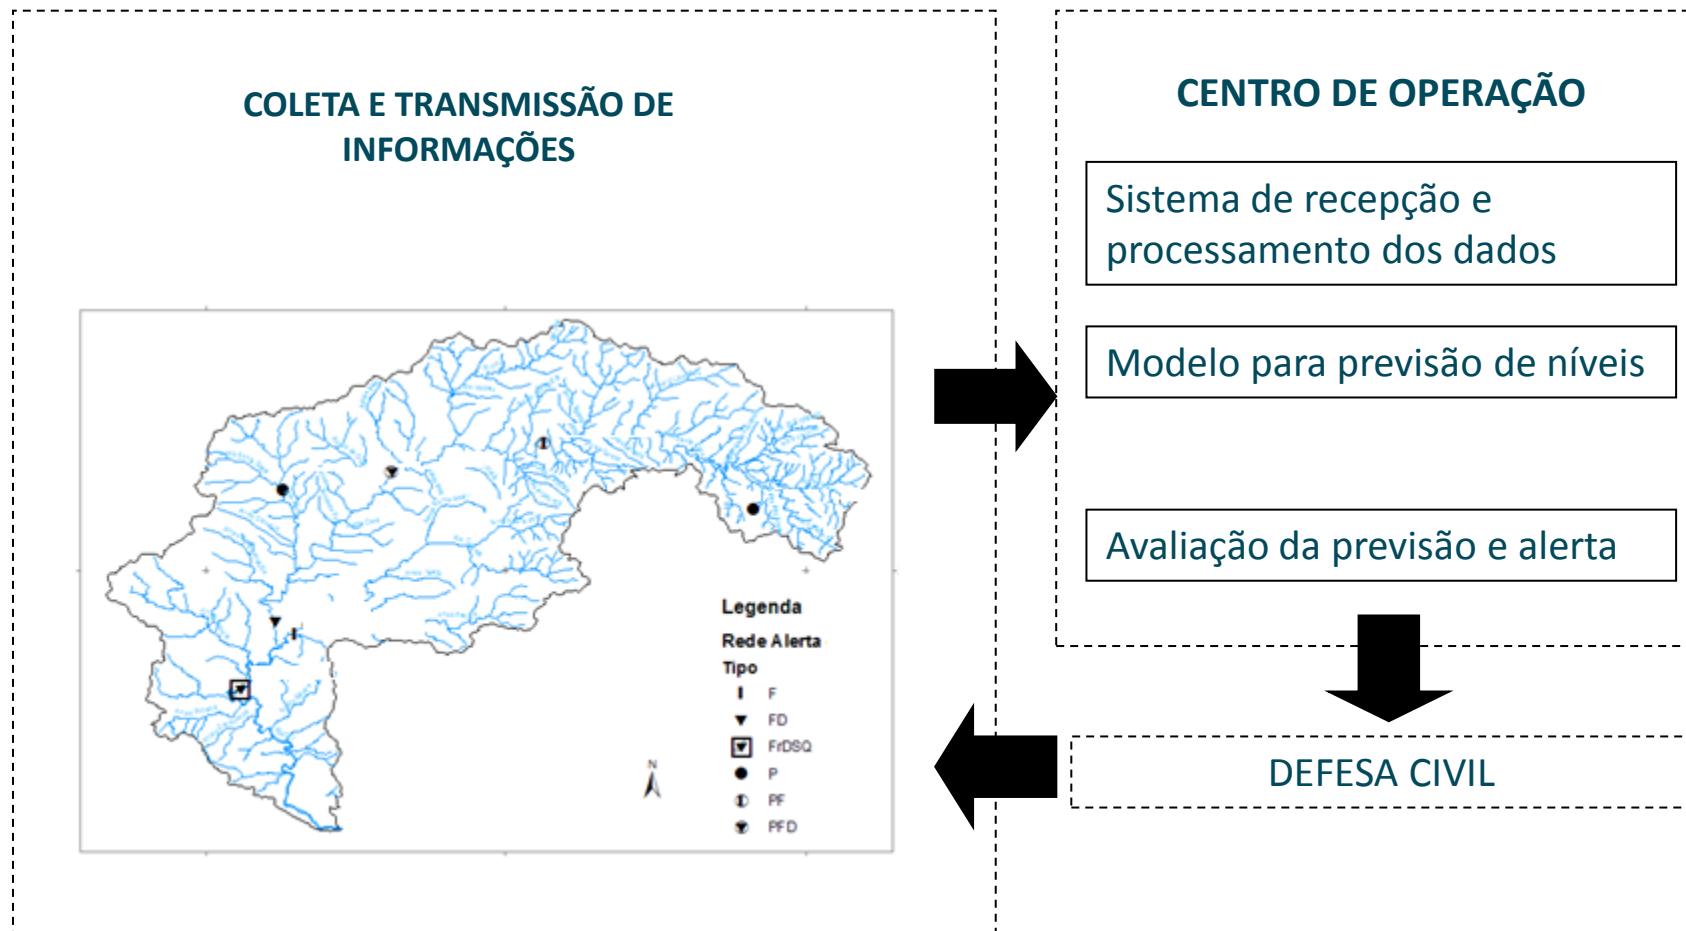 COLETA E TRANSMISSÃO DE
INFORMAÇÕES
Legenda
Rede Alerta
Tipo
F
FD
FrDSQ
P
PF
PFD
N
CENTRO DE OPERAÇÃO
Sistema de recepção e
processamento dos dados
Modelo para previsão de níveis
Avaliação da previsão e alerta
DEFESA CIVIL